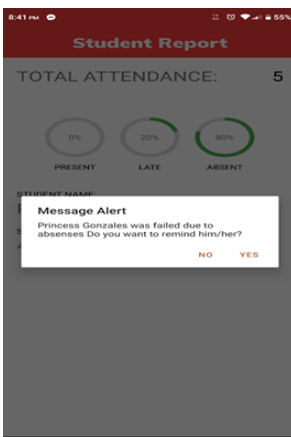 8:41 PM
55%
Student Report
TOTAL ATTENDANCE: 5
0% 20% 80%
PRESENT LATE ABSENT
STUDENT NAME:
Message Alert
Princess Gonzales was failed due to
absenses Do you want to remind him/her?
NO YES